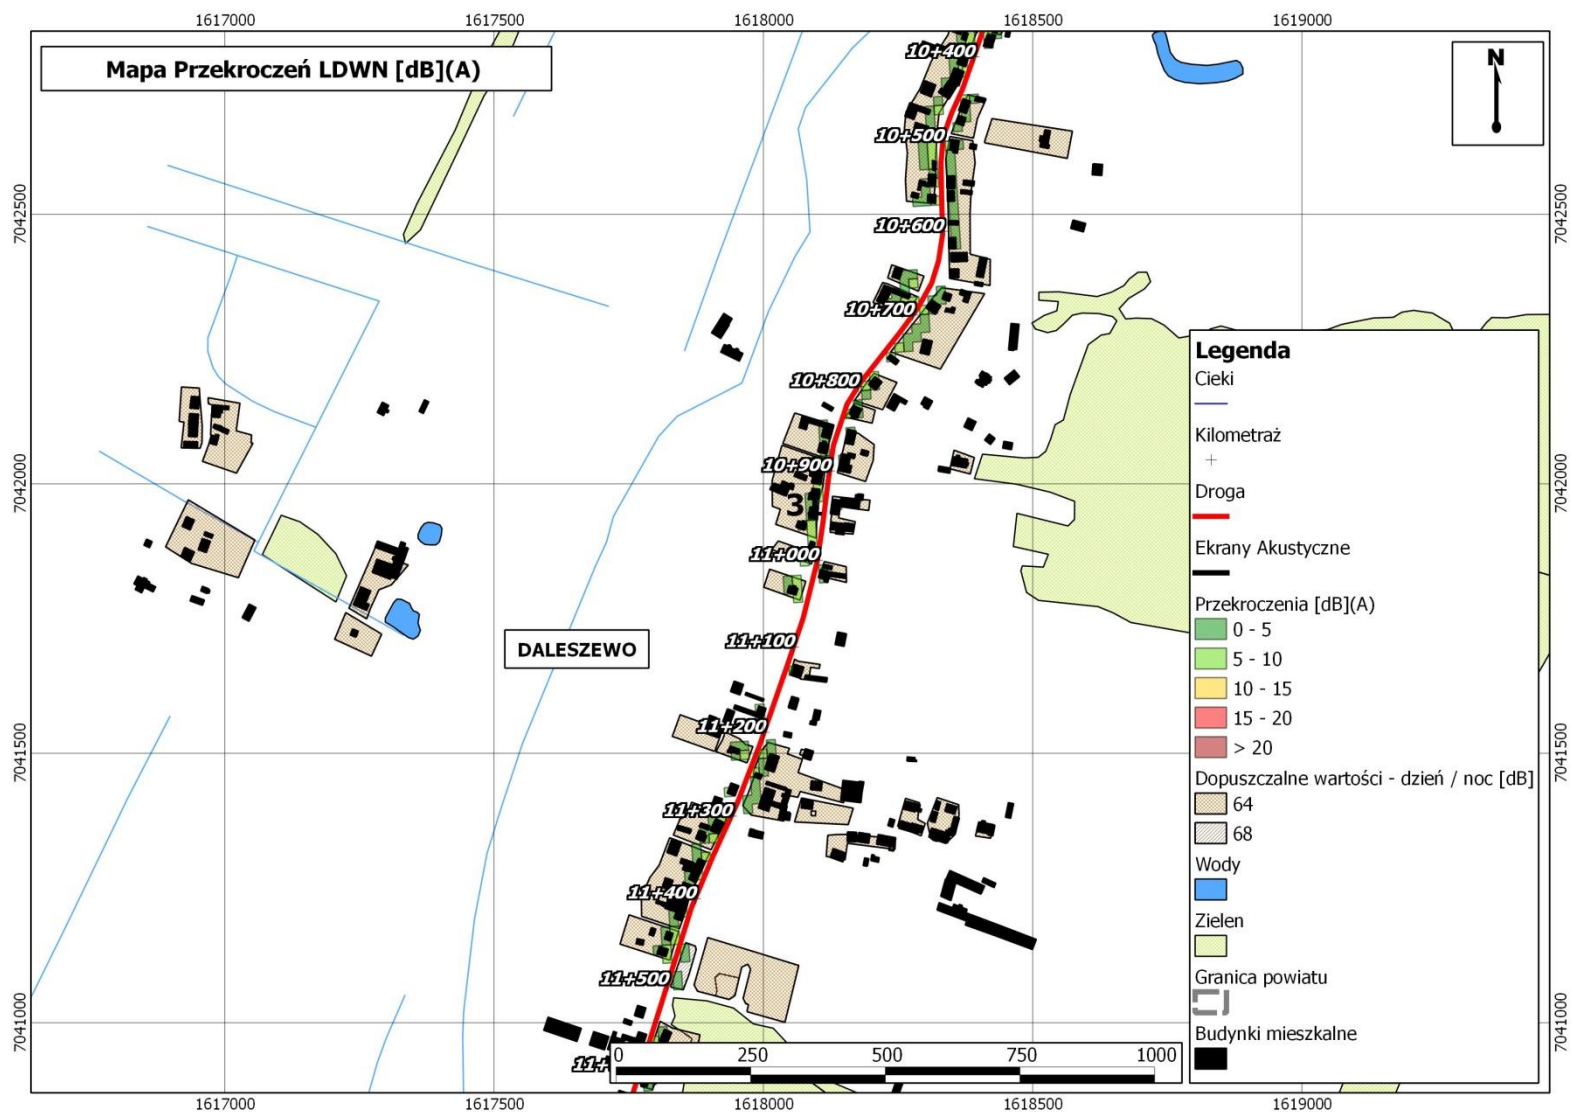 1617000 1617500 1618000 1618500 1619000
Mapa Przekroczeń LDWN [dB](A)
N
10+400
10+500
7042500 7042500
10+600
10+700
10+800
10+900
7042000 7042000
3
11+000
11+100
DALESZEWO
11+200
7041500 7041500
11+300
11+400
11+500
7041000 7041000
Legenda
Cieki
Kilometraż
Droga
Ekrany Akustyczne
Przekroczenia [dB](A)
0 - 5
5 - 10
10 - 15
15 - 20
> 20
Dopuszczalne wartości - dzień / noc [dB]
64
68
Wody
Zielen
Granica powiatu
Budynki mieszkalne
0 250 500 750 1000
1617000 1617500 1618000 1618500 1619000